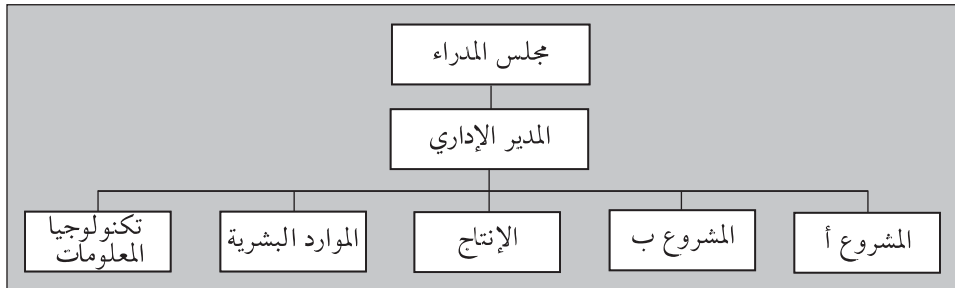 مجلس المدراء
المدير الإداري
المشروع أ
المشروع ب
الإنتاج
الموارد البشرية
تكنولوجيا
المعلومات